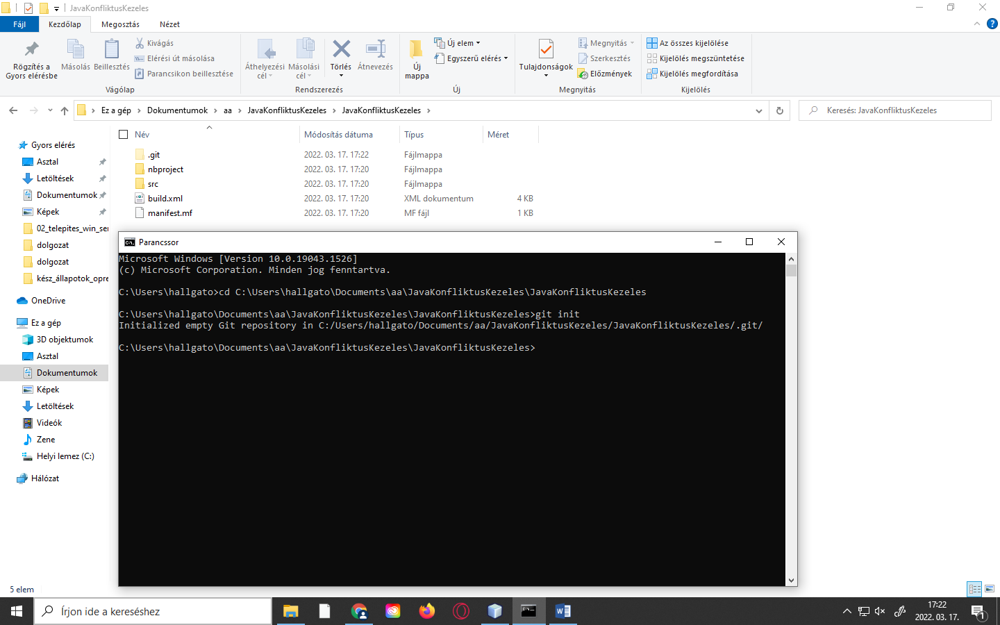 JavaKonfliktusKezeles
Fájl Kezdőlap Megosztás Nézet
Rögzítés a Gyors elérésbe
Másolás
Beillesztés
Kivágás
Elérési út másolása
Parancsikon beillesztése
Vágólap
Áthelyezési cél
Másolási cél
Törlés
Átnevezés
Rendszerezés
Új mappa
Új elem
Egyszerű elérés
Új
Tulajdonságok
Megnyitás
Szerkesztés
Előzmények
Megnyitás
Az összes kijelölése
Kijelölés megszüntetése
Kijelölés megfordítása
Kijelölés
Ez a gép > Dokumentumok > aa > JavaKonfliktusKezeles > JavaKonfliktusKezeles >
Keresés: JavaKonfliktusKezeles
Név Módosítás dátuma Típus Méret
.git 2022. 03. 17. 17:22 Fájlmappa
nbproject 2022. 03. 17. 17:20 Fájlmappa
src 2022. 03. 17. 17:20 Fájlmappa
build.xml 2022. 03. 17. 17:20 XML dokumentum 4 KB
manifest.mf 2022. 03. 17. 17:20 MF fájl 1 KB
Gyors elérés
Asztal
Letöltések
Dokumentumok
Képek
02_telepites_win_ser
dolgozat
dolgozat
kész_állapotok_opre
OneDrive
Ez a gép
3D objektumok
Asztal
Dokumentumok
Képek
Letöltések
Videók
Zene
Helyi lemez (C:)
Hálózat
5 elem
Parancssor
Microsoft Windows [Version 10.0.19043.1526]
(c) Microsoft Corporation. Minden jog fenntartva.
C:\Users\hallgato>cd C:\Users\hallgato\Documents\aa\JavaKonfliktusKezeles\JavaKonfliktusKezeles
C:\Users\hallgato\Documents\aa\JavaKonfliktusKezeles\JavaKonfliktusKezeles>git init
Initialized empty Git repository in C:/Users/hallgato/Documents/aa/JavaKonfliktusKezeles/JavaKonfliktusKezeles/.git/
C:\Users\hallgato\Documents\aa\JavaKonfliktusKezeles\JavaKonfliktusKezeles>
Írjon ide a kereséshez
17:22
2022. 03. 17.
1